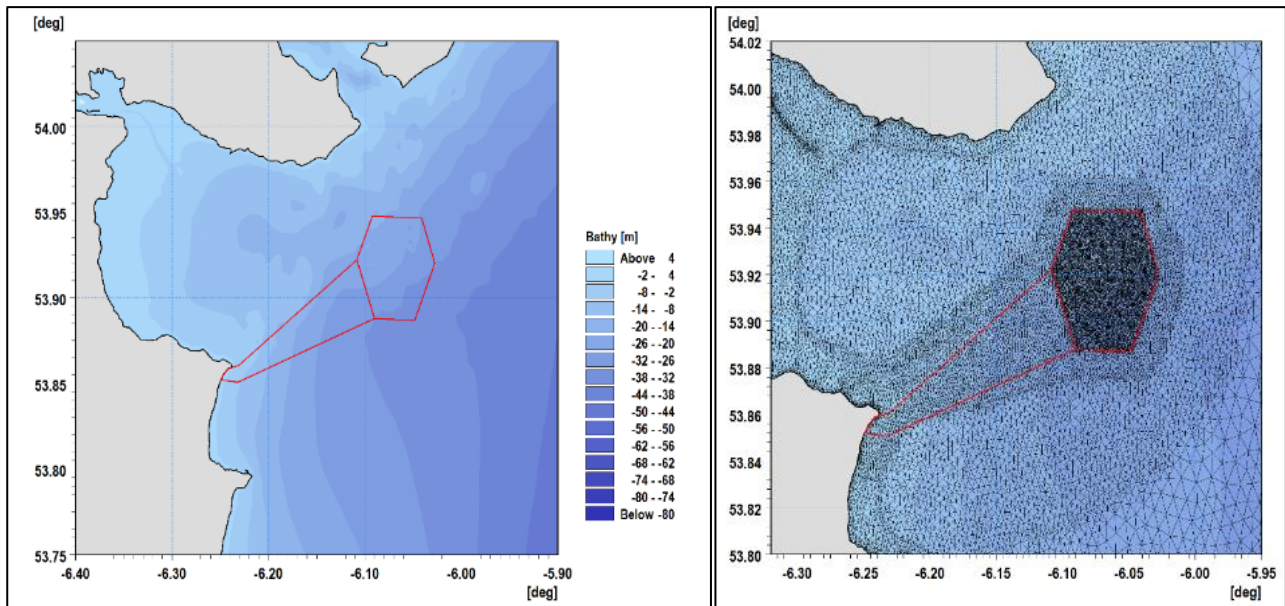 [deg]
54.00
53.95
53.90
53.85
53.80
53.75
-6.40 -6.30 -6.20 -6.10 -6.00 -5.90
[deg]
Bathy [m]
Above 4
-2 - 4
-8 - -2
-14 - -8
-20 - -14
-26 - -20
-32 - -26
-38 - -32
-44 - -38
-50 - -44
-56 - -50
-62 - -56
-68 - -62
-74 - -68
-80 - -74
Below -80
[deg]
54.02
54.00
53.98
53.96
53.94
53.92
53.90
53.88
53.86
53.84
53.82
53.80
-6.30 -6.25 -6.20 -6.15 -6.10 -6.05 -6.00 -5.95
[deg]